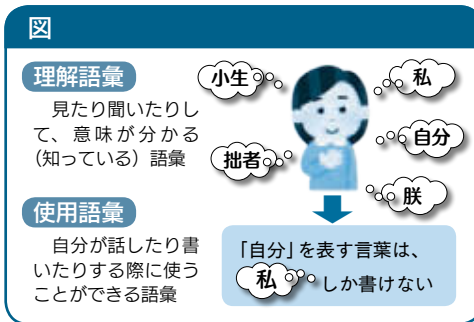 図
理解語彙
見たり聞いたりし
て、意味が分かる
（知っている）語彙
使用語彙
自分が話したり書
いたりする際に使う
ことができる語彙
小生
私
自分
拙者
朕
「自分」を表す言葉は、
私しか書けない